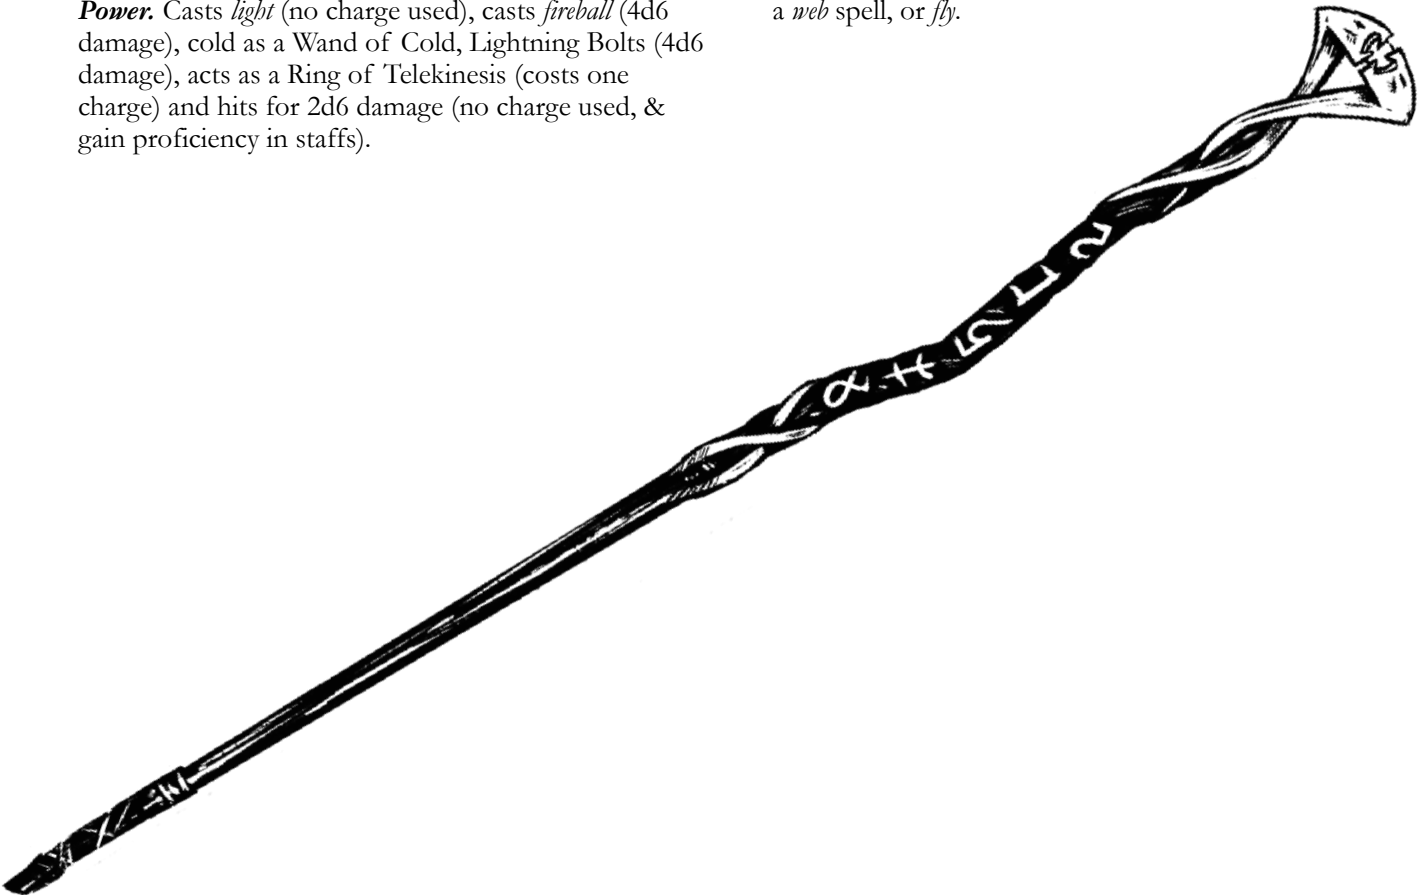 Power. Casts light (no charge used), casts fireball (4d6
damage), cold as a Wand of Cold, Lightning Bolts (4d6
damage), acts as a Ring of Telekinesis (costs one
charge) and hits for 2d6 damage (no charge used, &
gain proficiency in staffs).
a web spell, or fly.